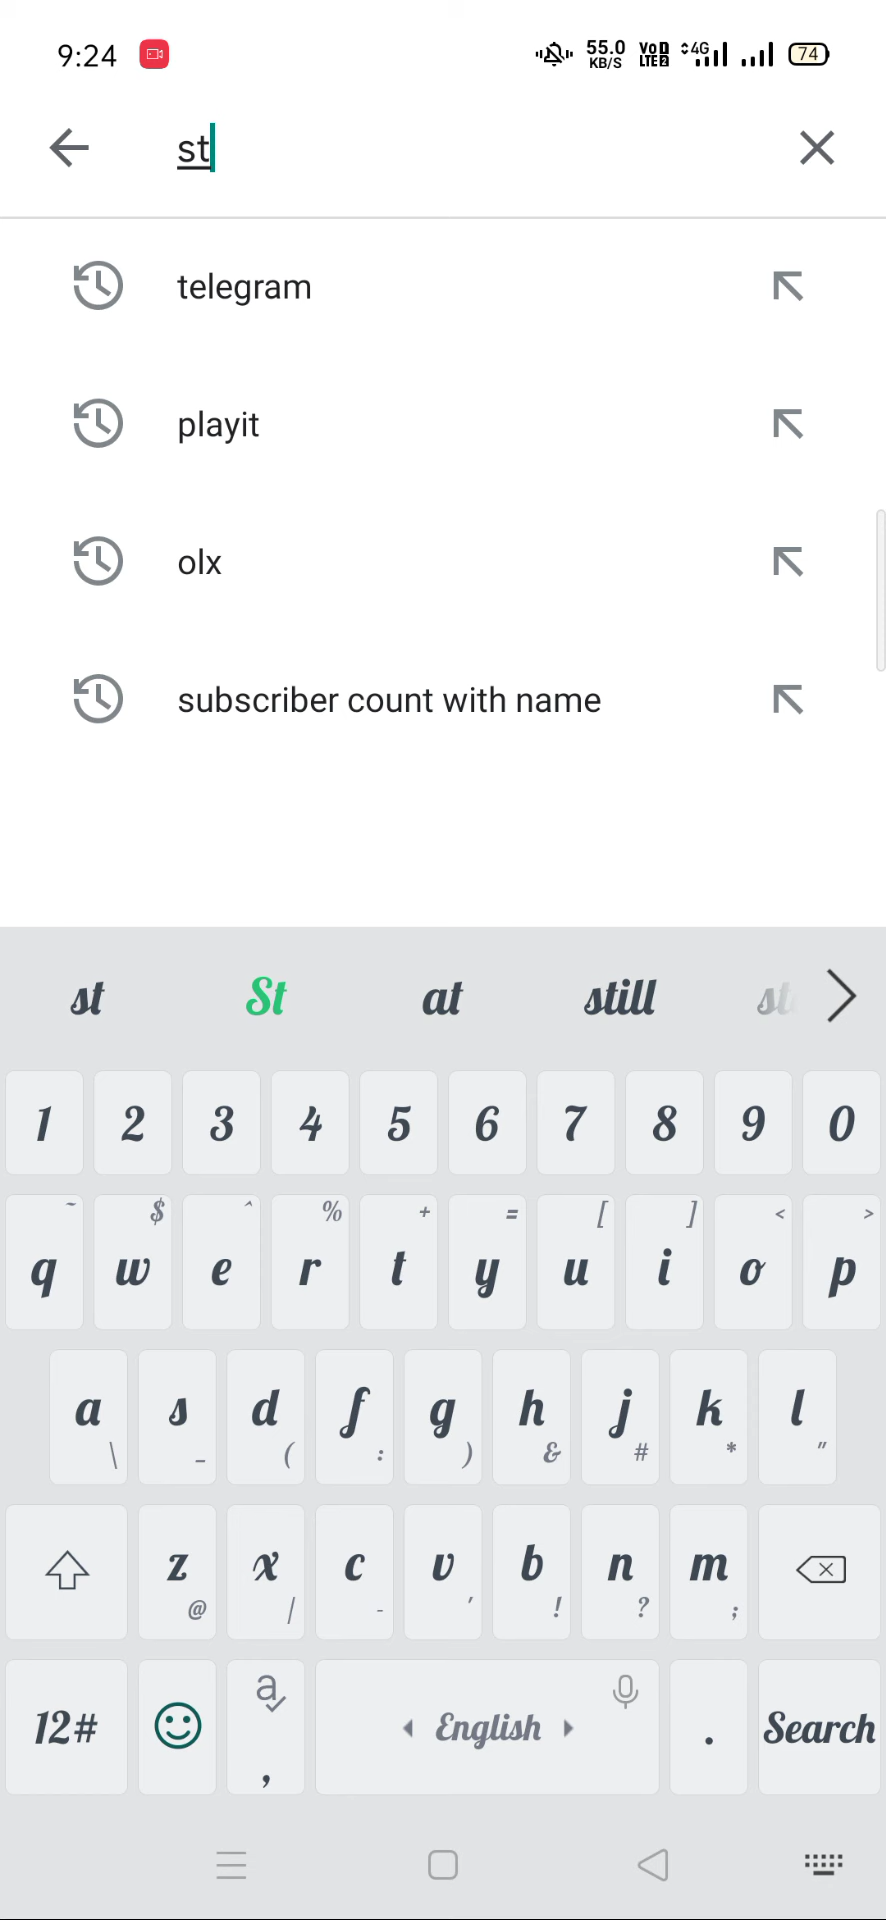 9:24 55.0 KB/S VoD LTE2 4G 74
st
telegram
playit
olx
subscriber count with name
st St at still
1 2 3 4 5 6 7 8 9 0
~ $ ^ % + = [ ] < >
q w e r t y u i o p
a s d f g h j k l
\ _ ( : ) & # * "
z x c v b n m
@ | - ' ! ? ;
12# a , English . Search